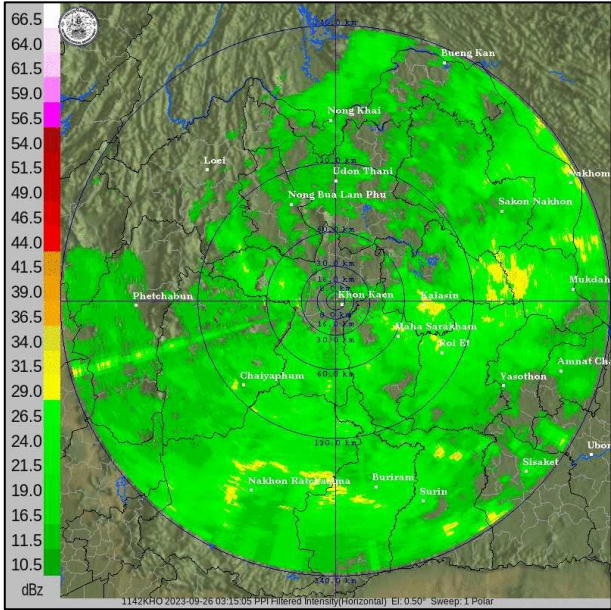 66.5
64.0
61.5
59.0
56.5
54.0
51.5
49.0
46.5
44.0
41.5
39.0
36.5
34.0
31.5
29.0
26.5
24.0
21.5
19.0
16.5
11.5
10.5
dBz
Bueng Kan
Nong Khai
Loei
Udon Thani
Nakhom
Nong Bua Lam Phu
Sakon Nakhon
Mukdah
Khon Kaen
Kalasin
Phetchabun
Maha Sarakham
Roi Et
Amnat Cha
Chaiyaphum
Yasothon
Ubon
Sisaket
Nakhon Ratchasima
Buriram
Surin
1142KHO 2023-09-26 03:15:05 PPI Filtered Intensity(Horizontal) El: 0.50° Sweep: 1 Polar